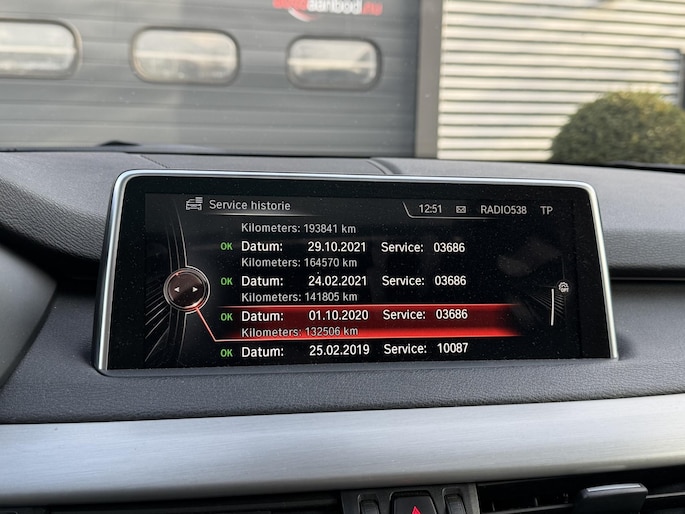 Service historie
12:51 RADIO538 TP
Kilometers: 193841 km
OK Datum: 29.10.2021 Service: 03686
Kilometers: 164570 km
OK Datum: 24.02.2021 Service: 03686
Kilometers: 141805 km
OK Datum: 01.10.2020 Service: 03686
Kilometers: 132506 km
OK Datum: 25.02.2019 Service: 10087
OFF